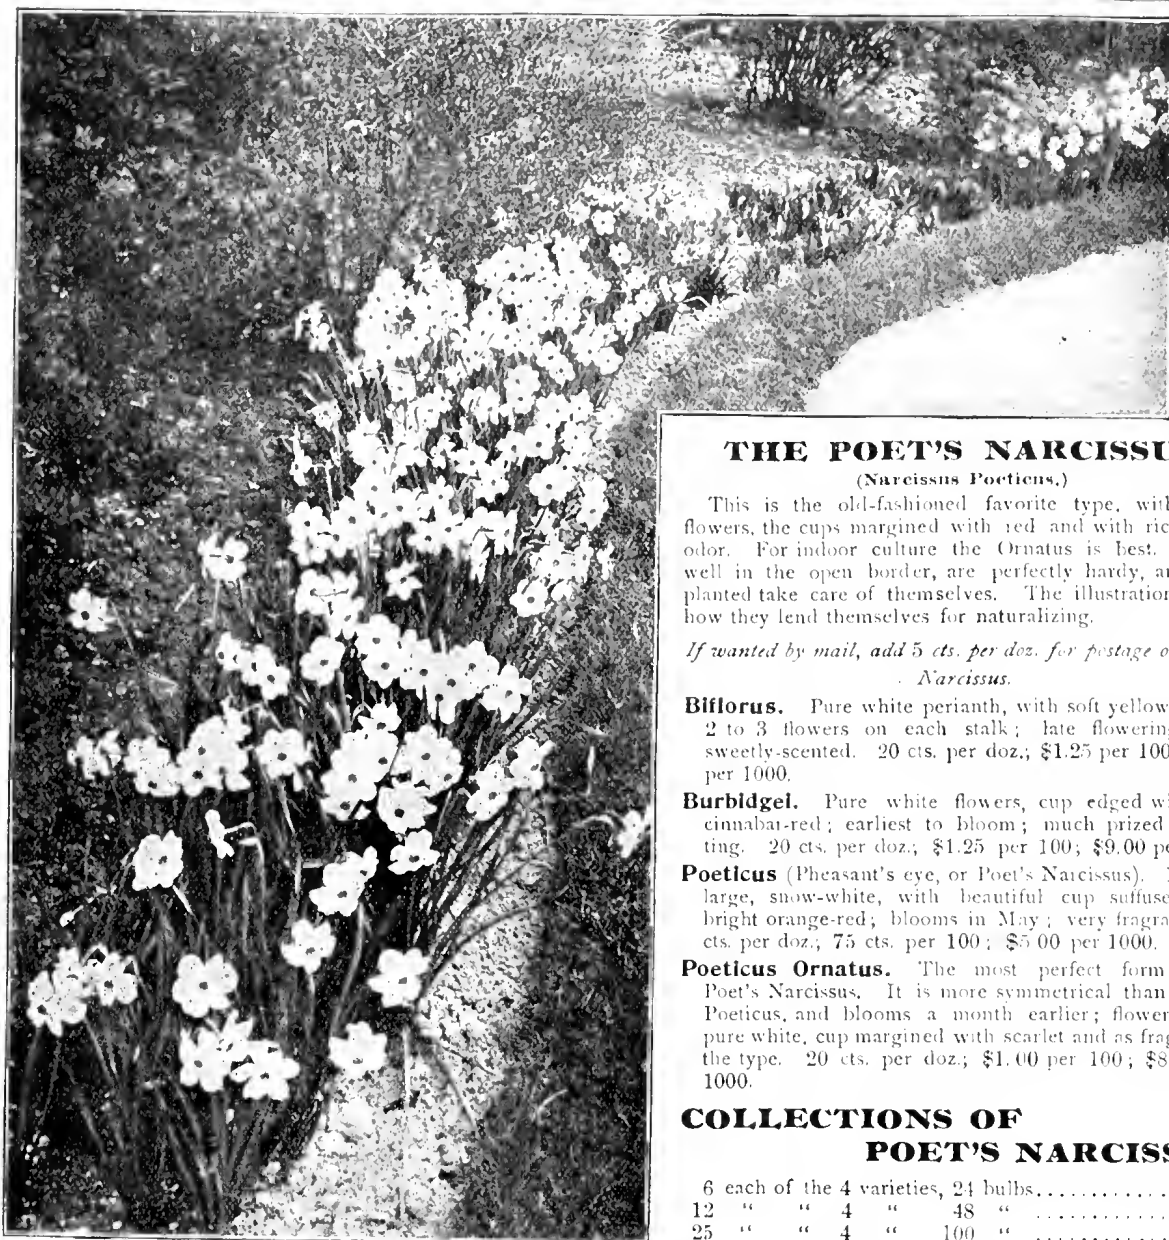 THE POET'S NARCISSU
(Narcissus Poeticus.)
This is the old-fashioned favorite type, with
flowers, the cups margined with red and with ric
odor. For indoor culture the Ornatus is best.
well in the open border, are perfectly hardy, an
planted take care of themselves. The illustration
how they lend themselves for naturalizing.
If wanted by mail, add 5 cts. per doz. for postage o
Narcissus.
Biflorus. Pure white perianth, with soft yellow
2 to 3 flowers on each stalk; late flowering
sweetly-scented. 20 cts. per doz.; $1.25 per 100
per 1000.
Burbidgei. Pure white flowers, cup edged wi
cinnabar-red; earliest to bloom; much prized
ting. 20 cts. per doz.; $1.25 per 100; $9.00 pe
Poeticus (Pheasant's eye, or Poet's Narcissus).
large, snow-white, with beautiful cup suffuse
bright orange-red; blooms in May; very fragra
cts. per doz.; 75 cts. per 100; $5 00 per 1000.
Poeticus Ornatus. The most perfect form
Poet's Narcissus. It is more symmetrical than
Poeticus, and blooms a month earlier; flower
pure white, cup margined with scarlet and as frag
the type. 20 cts. per doz.; $1.00 per 100; $8
1000.
COLLECTIONS OF
POET'S NARCISS
6 each of the 4 varieties, 24 bulbs............
12 " " 4 " 48 " ............
25 " " 4 " 100 " ............